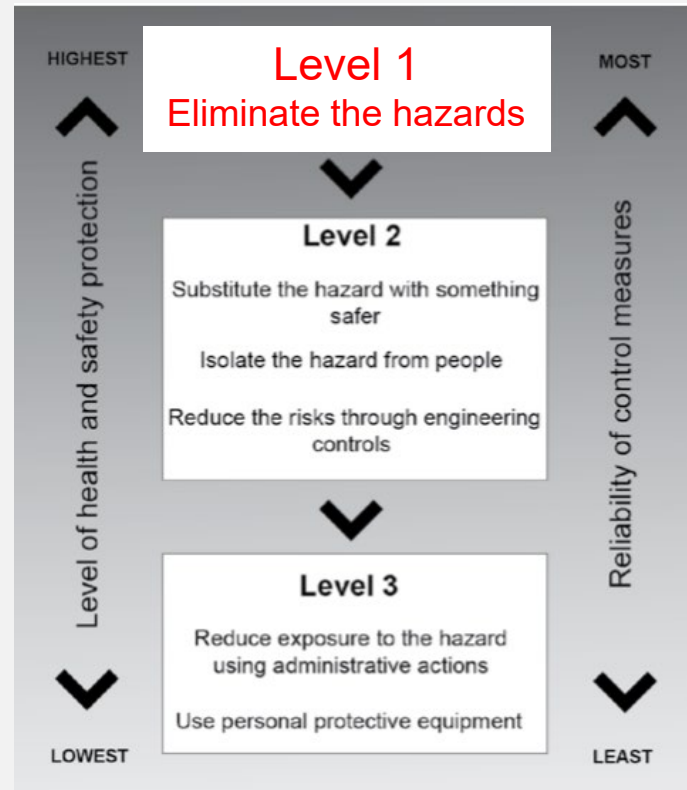 HIGHEST
Level 1
MOST
Eliminate the hazards
Level of health and safety protection
Reliability of control measures
Level 2
Substitute the hazard with something
safer
Isolate the hazard from people
Reduce the risks through engineering
controls
Level 3
Reduce exposure to the hazard
using administrative actions
Use personal protective equipment
LOWEST
LEAST